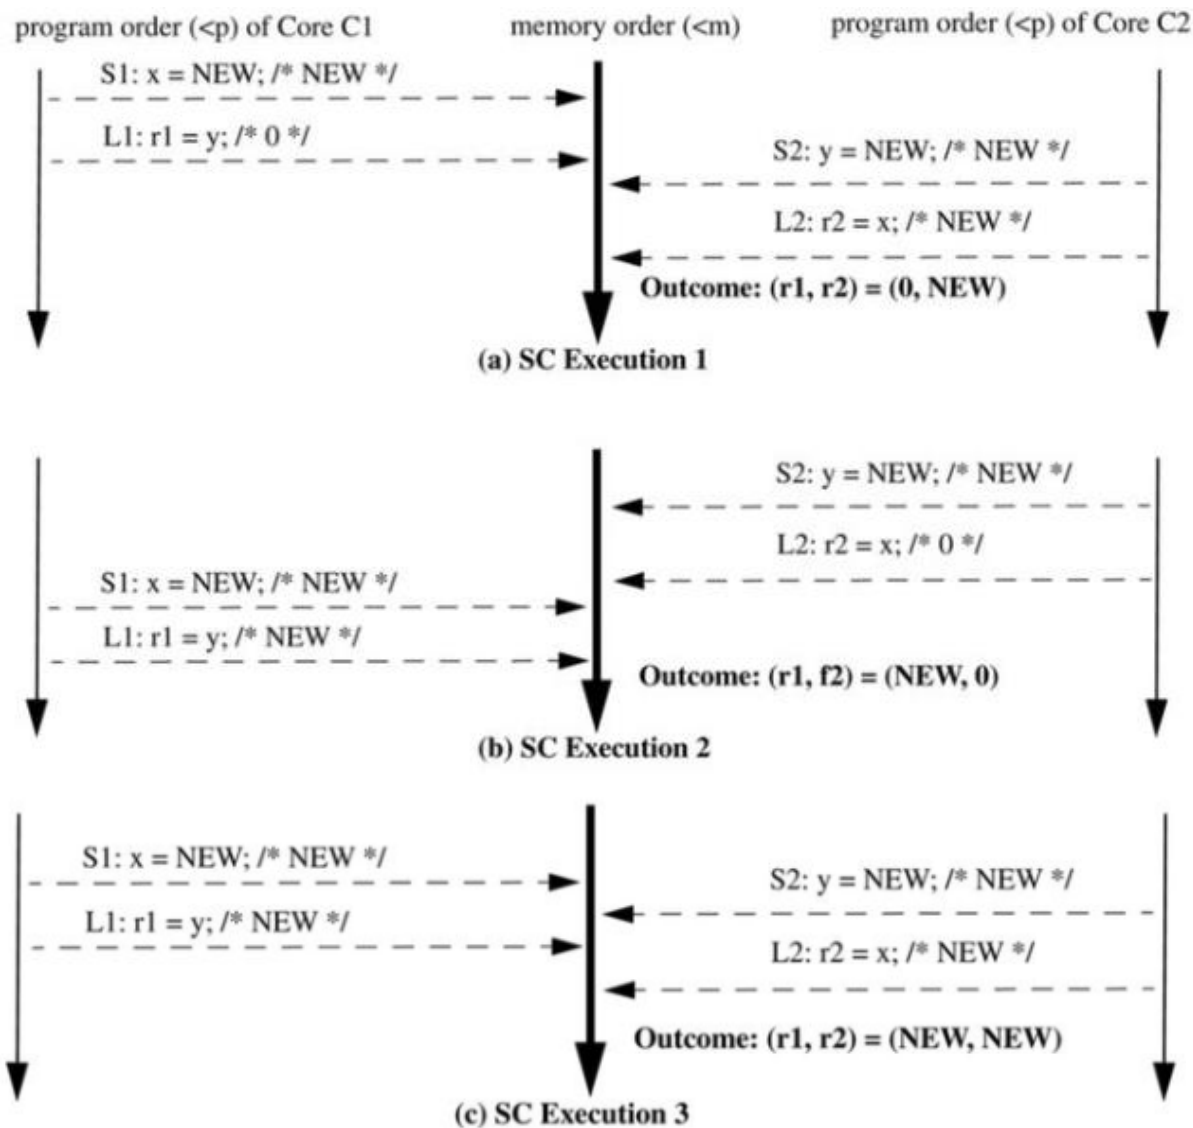 program order (<p) of Core C1
memory order (<m)
program order (<p) of Core C2
S1: x = NEW; /* NEW */
L1: r1 = y; /* 0 */
S2: y = NEW; /* NEW */
L2: r2 = x; /* NEW */
Outcome: (r1, r2) = (0, NEW)
(a) SC Execution 1
S2: y = NEW; /* NEW */
L2: r2 = x; /* 0 */
S1: x = NEW; /* NEW */
L1: r1 = y; /* NEW */
Outcome: (r1, f2) = (NEW, 0)
(b) SC Execution 2
S1: x = NEW; /* NEW */
S2: y = NEW; /* NEW */
L1: r1 = y; /* NEW */
L2: r2 = x; /* NEW */
Outcome: (r1, r2) = (NEW, NEW)
(c) SC Execution 3